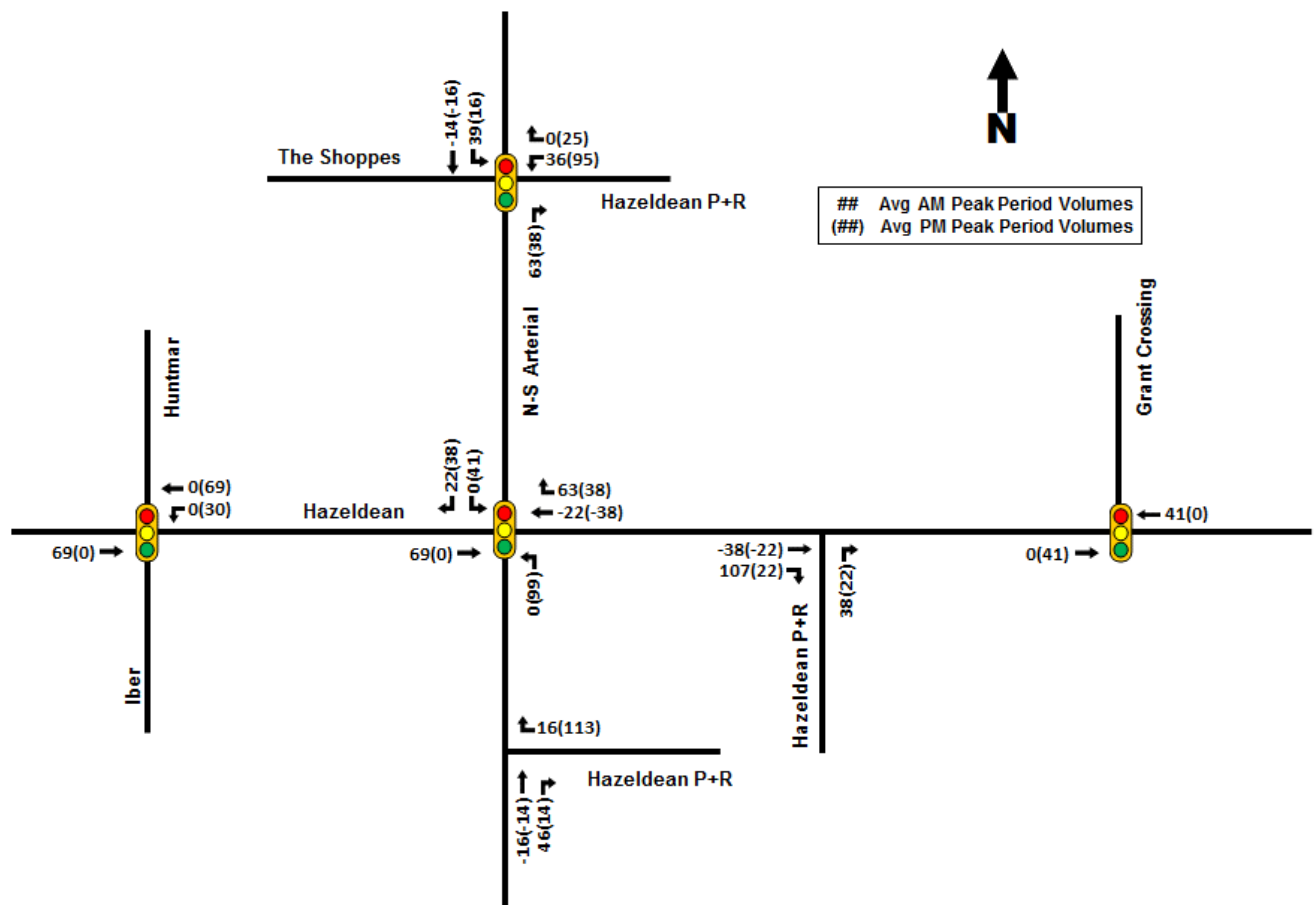 -14(-16)
39(16)
0(25)
36(95)
N
The Shoppes
Hazeldean P+R
## Avg AM Peak Period Volumes
(##) Avg PM Peak Period Volumes
63(38)
Huntmar
N-S Arterial
Grant Crossing
22(38)
0(41)
0(69)
0(30)
Hazeldean
63(38)
-22(-38)
41(0)
69(0)
69(0)
0(99)
-38(-22)
107(22)
38(22)
0(41)
Iber
Hazeldean P+R
16(113)
Hazeldean P+R
-16(-14)
46(14)